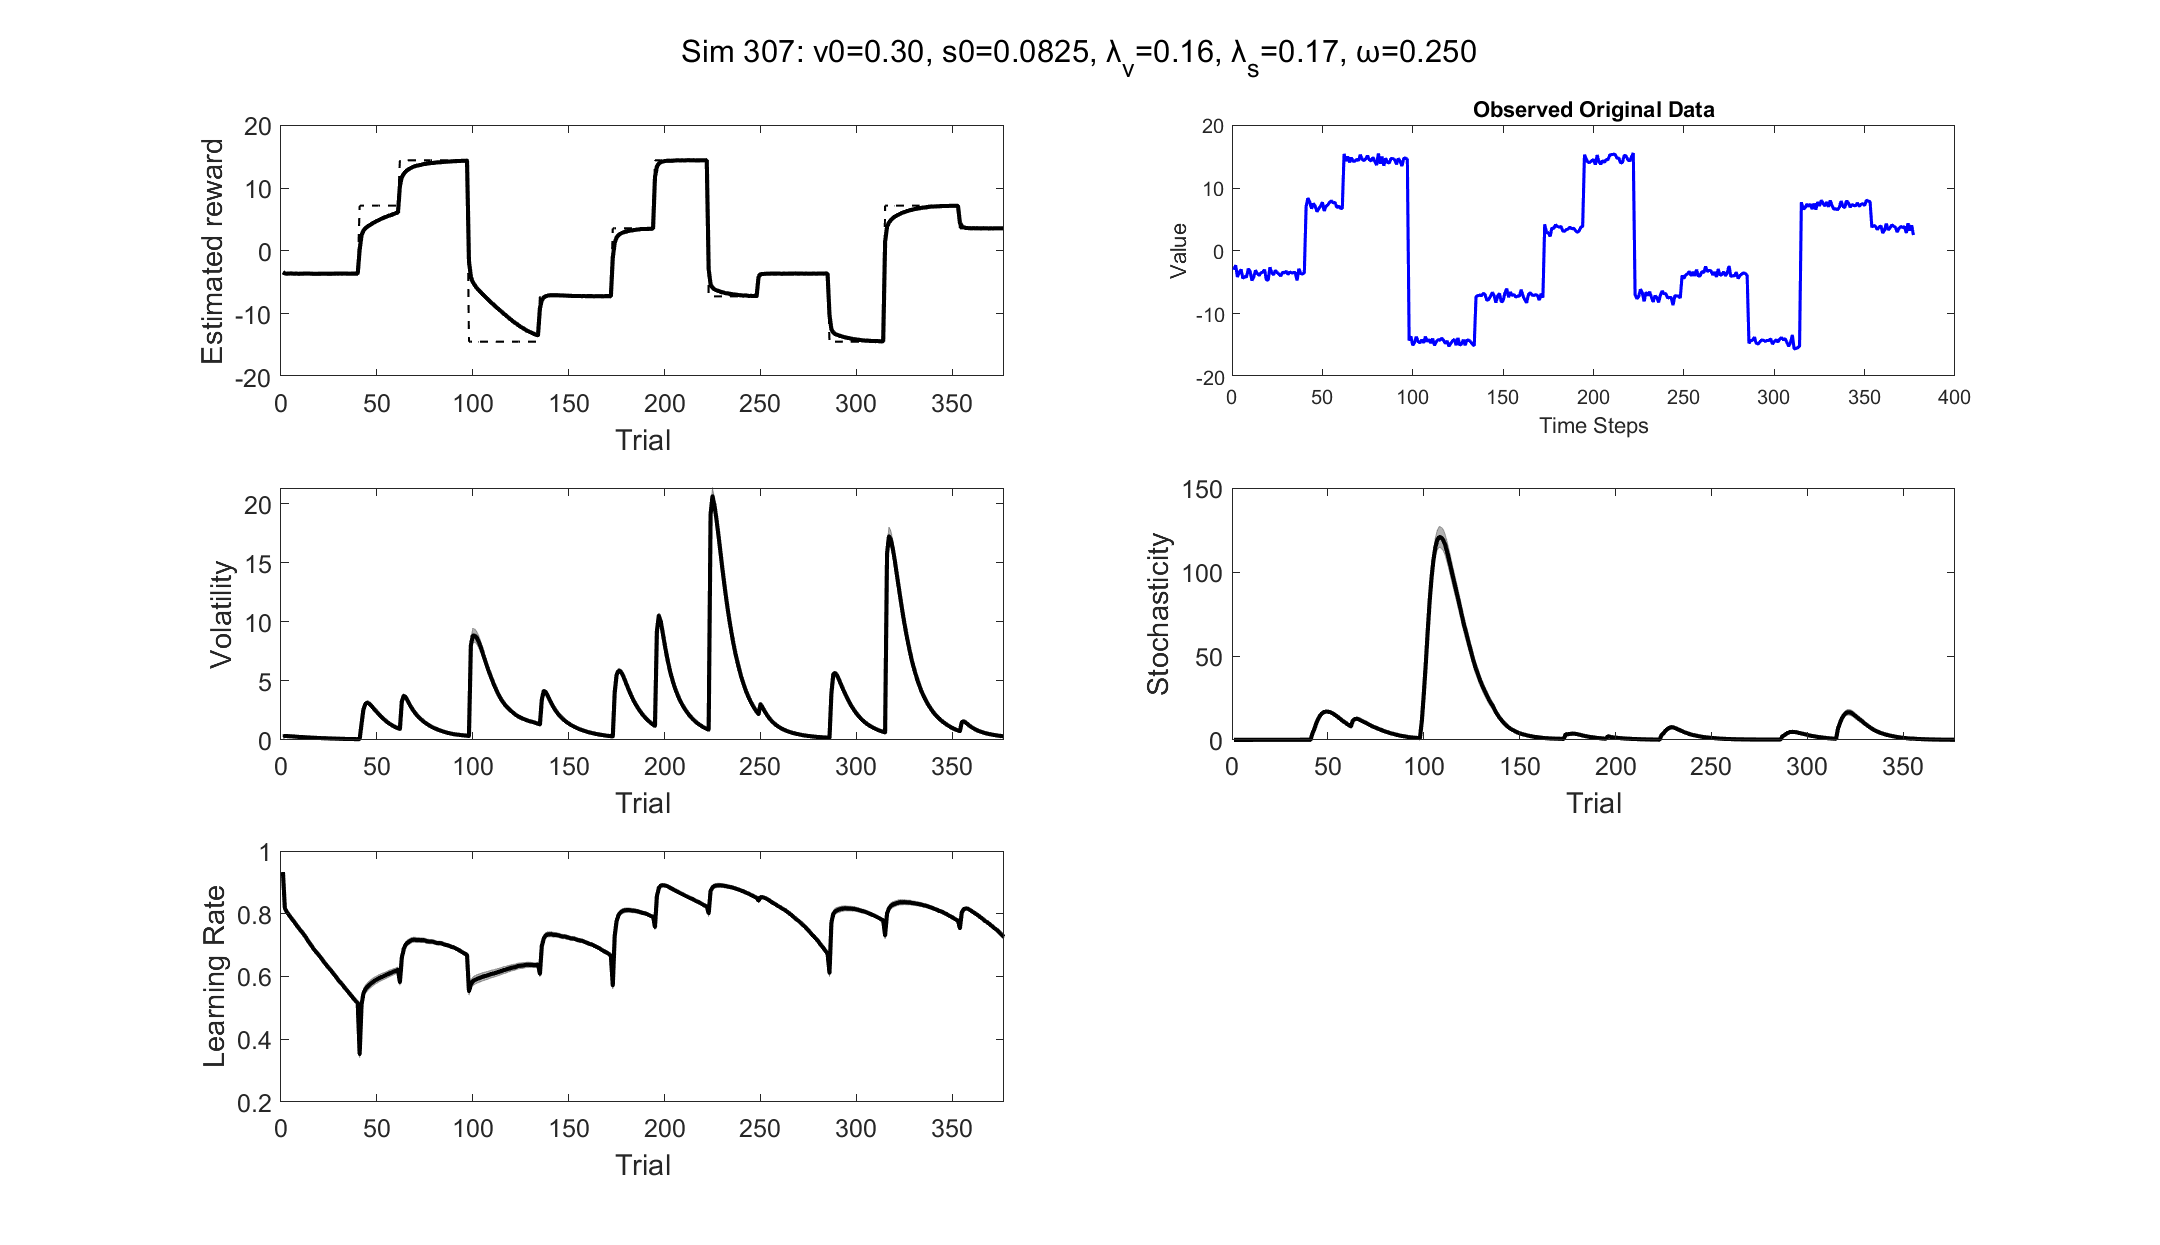 Sim 307: v0=0.30, s0=0.0825, λv=0.16, λs=0.17, ω=0.250
20
10
0
-10
-20
Estimated reward
0 50 100 150 200 250 300 350
Trial
Observed Original Data
20
10
0
-10
-20
Value
0 50 100 150 200 250 300 350 400
Time Steps
20
15
10
5
0
Volatility
0 50 100 150 200 250 300 350
Trial
150
100
50
0
Stochasticity
0 50 100 150 200 250 300 350
Trial
1
0.8
0.6
0.4
0.2
Learning Rate
0 50 100 150 200 250 300 350
Trial